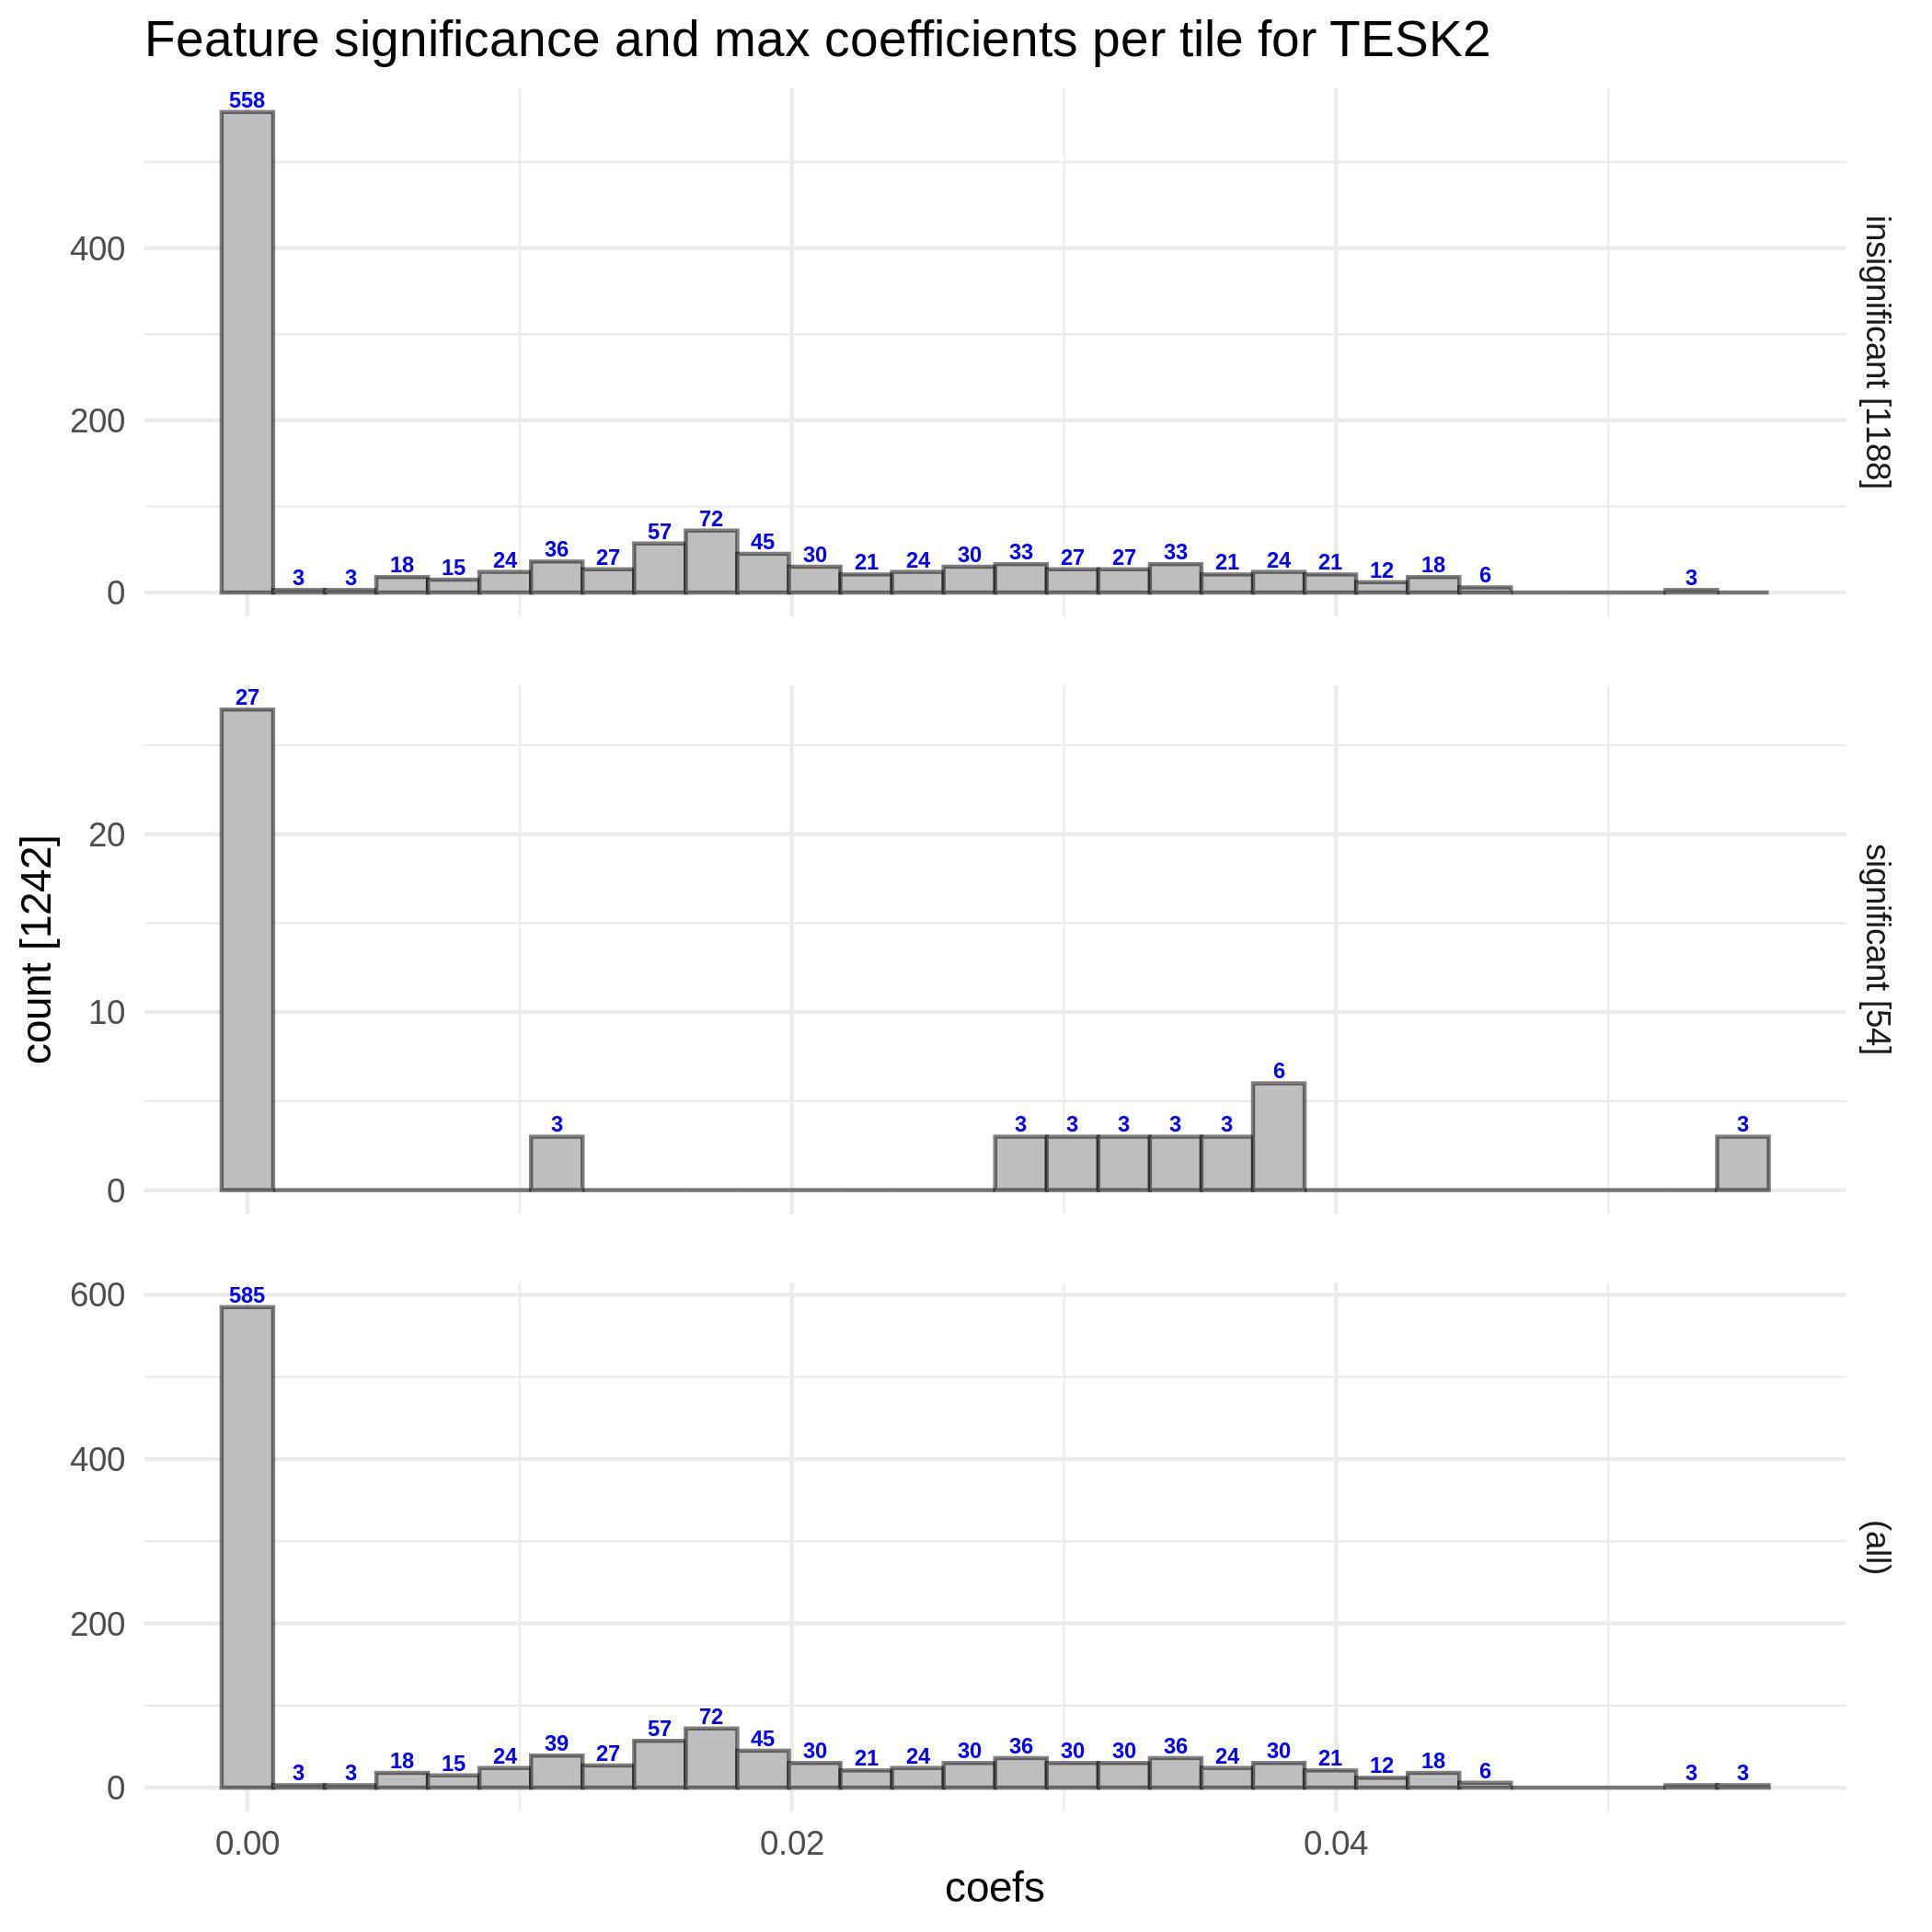 Feature significance and max coefficients per tile for TESK2
558
400
200
0
3 3 18 15 24 36 27 57 72 45 30 21 24 30 33 27 27 33 21 24 21 12 18 6 3
insignificant [1188]
27
20
10
0
3 3 3 3 3 3 6 3
significant [54]
count [1242]
600
585
400
200
0
3 3 18 15 24 39 27 57 72 45 30 21 24 30 36 30 30 36 24 30 21 12 18 6 3 3
(all)
0.00 0.02 0.04
coefs